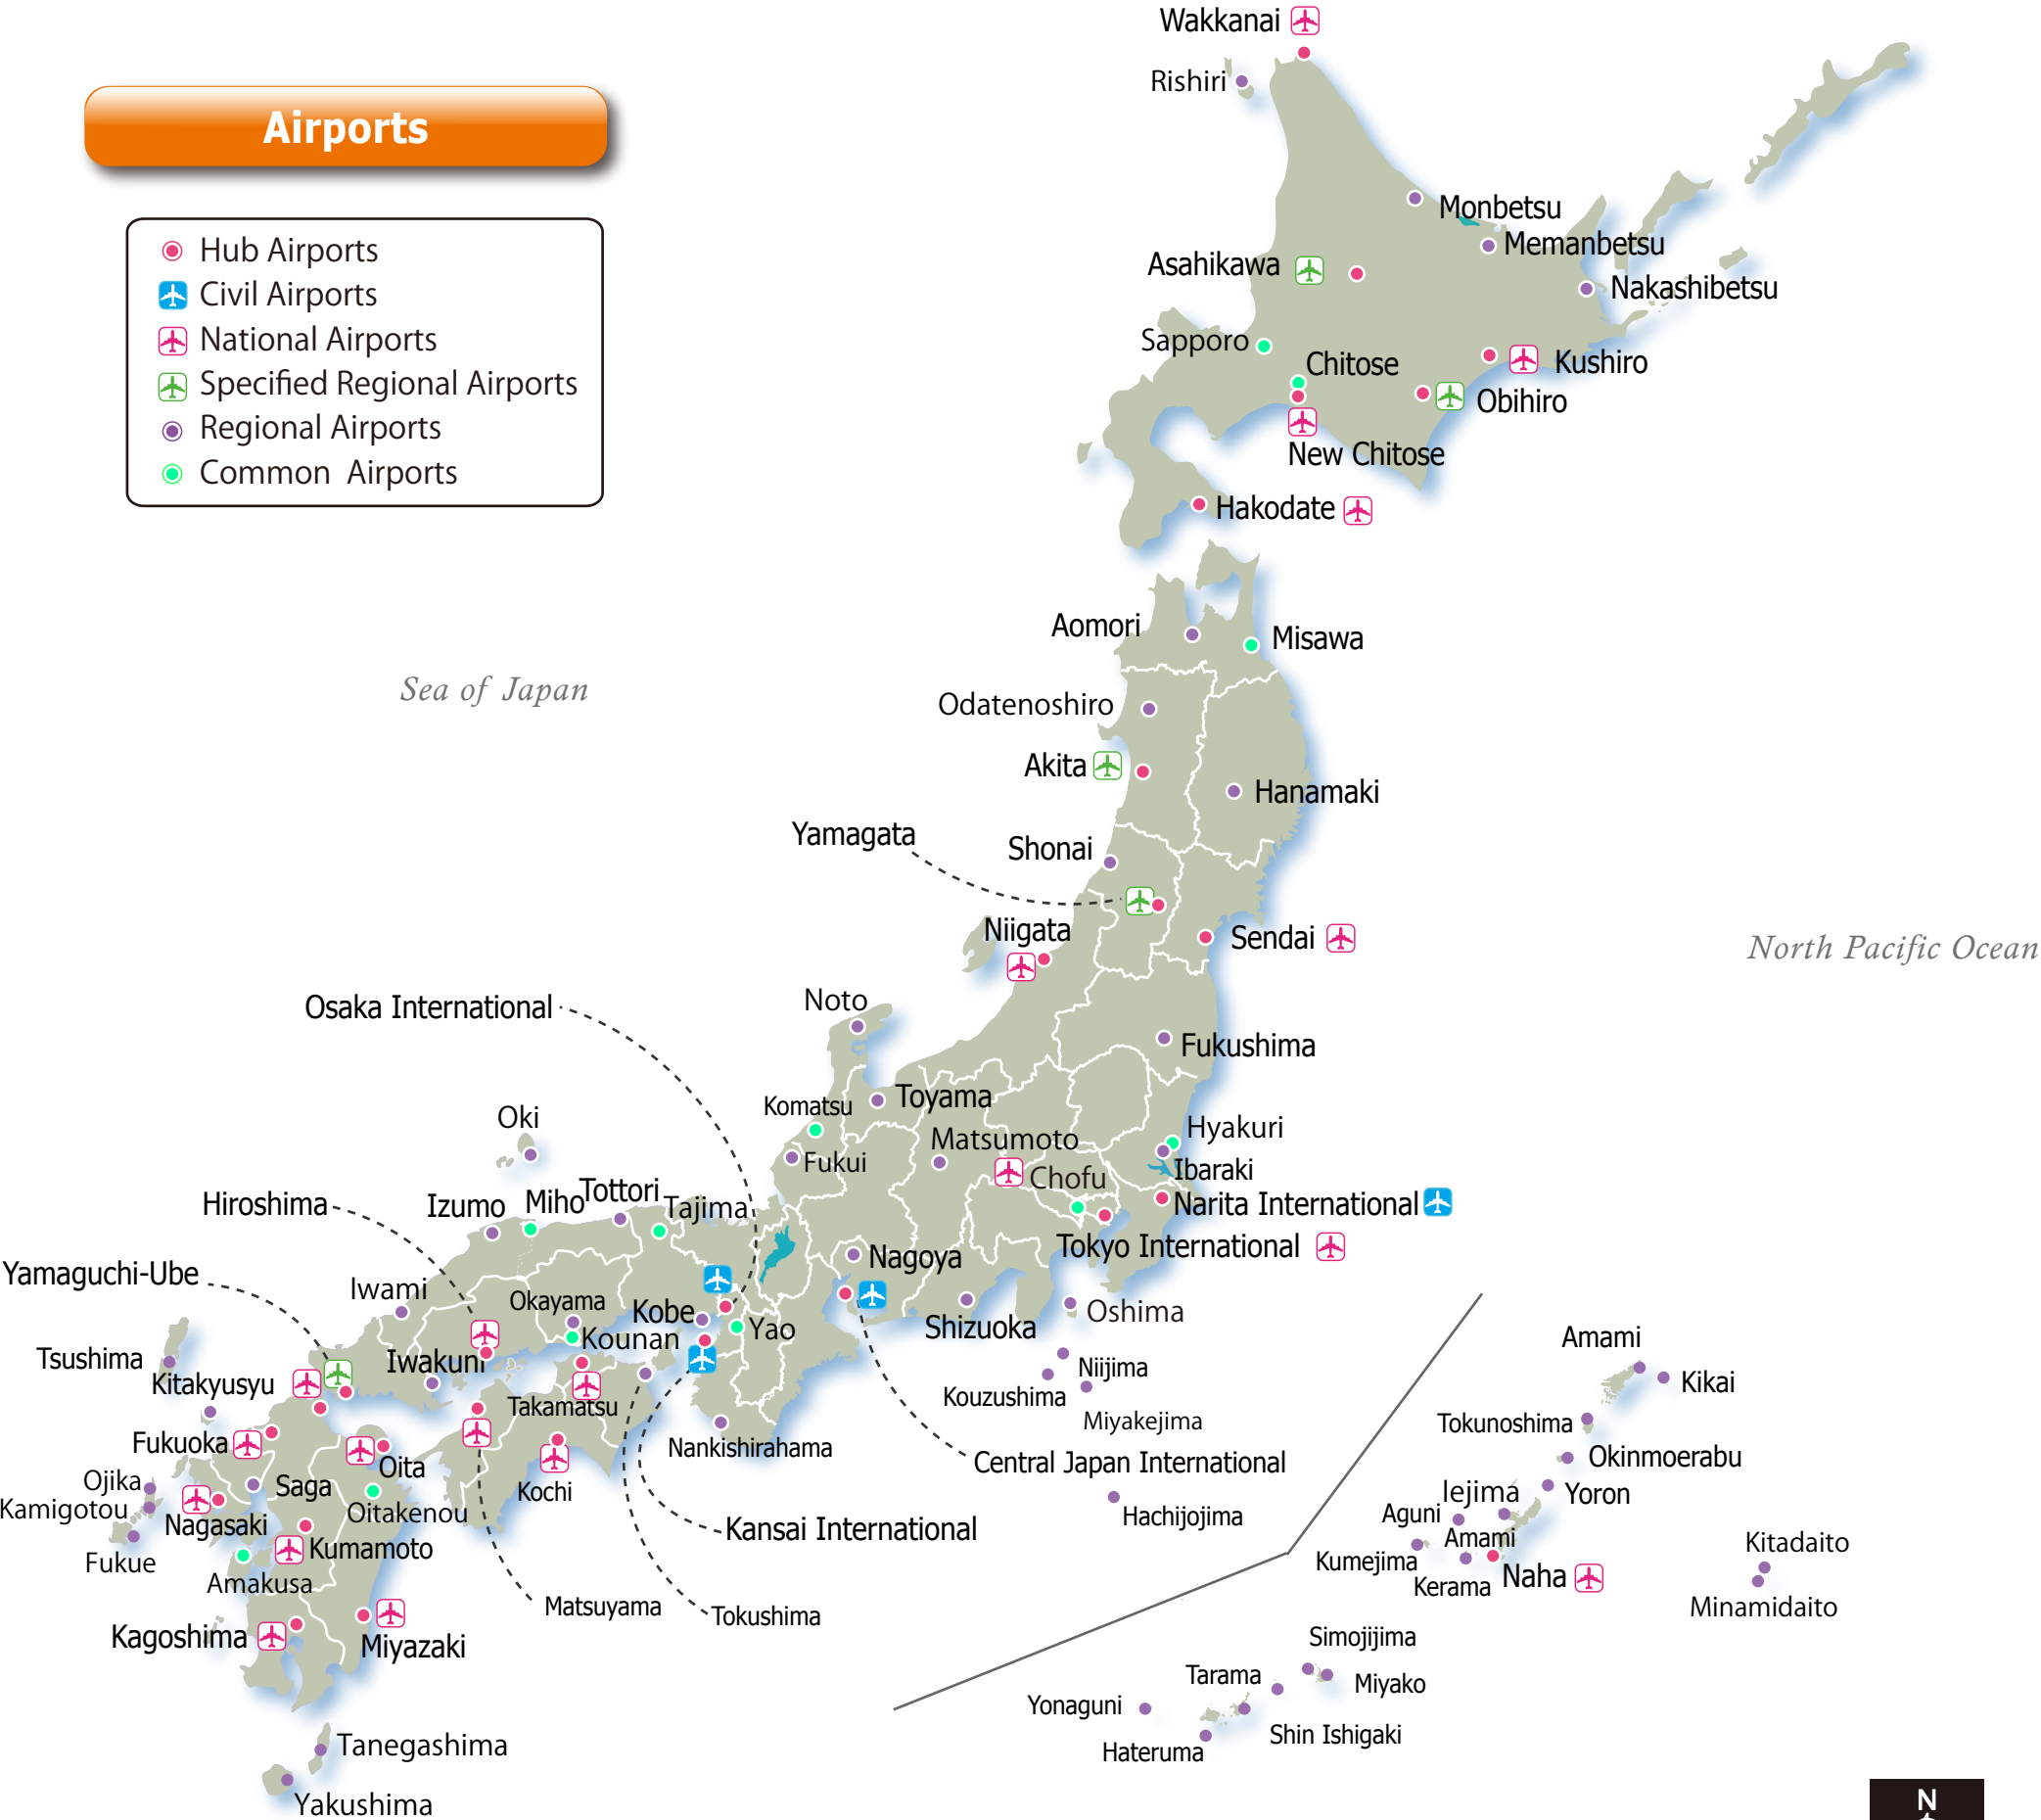 Airports
Hub Airports
Civil Airports
National Airports
Specified Regional Airports
Regional Airports
Common Airports
Wakkanai
Rishiri
Monbetsu
Memanbetsu
Asahikawa
Nakashibetsu
Sapporo
Chitose
Kushiro
Obihiro
New Chitose
Hakodate
Aomori
Misawa
Sea of Japan
Odatenoshiro
Akita
Hanamaki
Yamagata
Shonai
Niigata
Sendai
North Pacific Ocean
Osaka International
Noto
Fukushima
Toyama
Komatsu
Oki
Hyakuri
Matsumoto
Fukui
Ibaraki
Chofu
Hiroshima
Izumo
Miho
Tottori
Tajima
Narita International
Tokyo International
Nagoya
Yamaguchi-Ube
Iwami
Okayama
Kobe
Kounan
Yao
Shizuoka
Oshima
Tsushima
Iwakuni
Kitakyusyu
Niijima
Kouzushima
Takamatsu
Miyakejima
Amami
Kikai
Tokunoshima
Fukuoka
Oita
Nankishirahama
Central Japan International
Okinmoerabu
Ojika
Saga
Kochi
Kamigotou
Oitakenou
Nagasaki
Iejima
Yoron
Aguni
Hachijojima
Kansai International
Amami
Kumamoto
Fukue
Kumejima
Kitadaito
Amakusa
Kerama
Naha
Matsuyama
Tokushima
Minamidaito
Kagoshima
Miyazaki
Simojijima
Tarama
Miyako
Yonaguni
Shin Ishigaki
Hateruma
Tanegashima
Yakushima
N